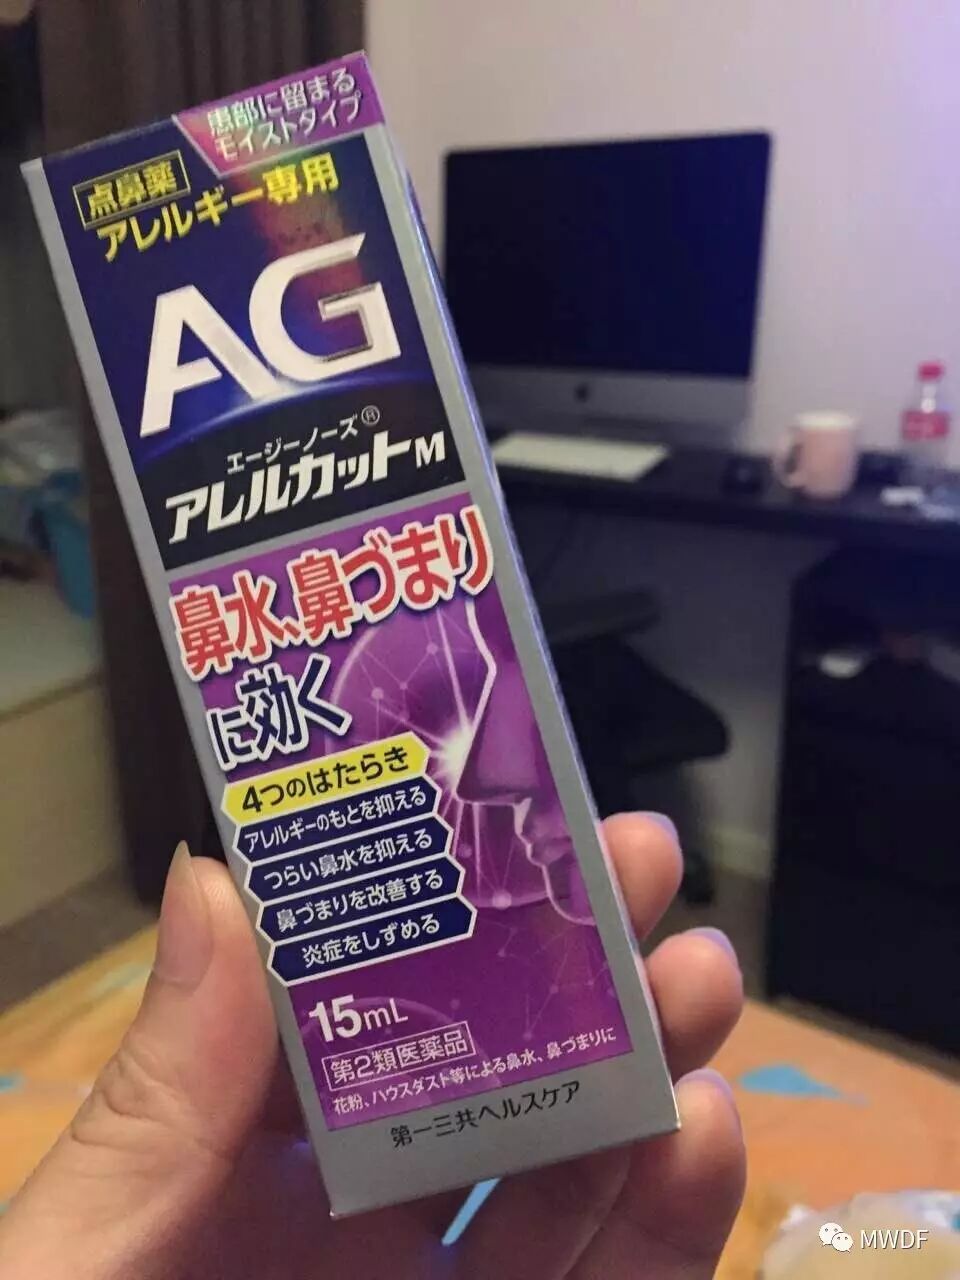 患部に留まる
モイストタイプ
点鼻薬
アレルギー専用
AG
エージーノーズ®
アレルカットM
鼻水、鼻づまり
に効く
4つのはたらき
アレルギーのもとを抑える
つらい鼻水を抑える
鼻づまりを改善する
炎症をしずめる
15mL
第2類医薬品
花粉、ハウスダスト等による鼻水、鼻づまりに
第一三共ヘルスケア
MWDF